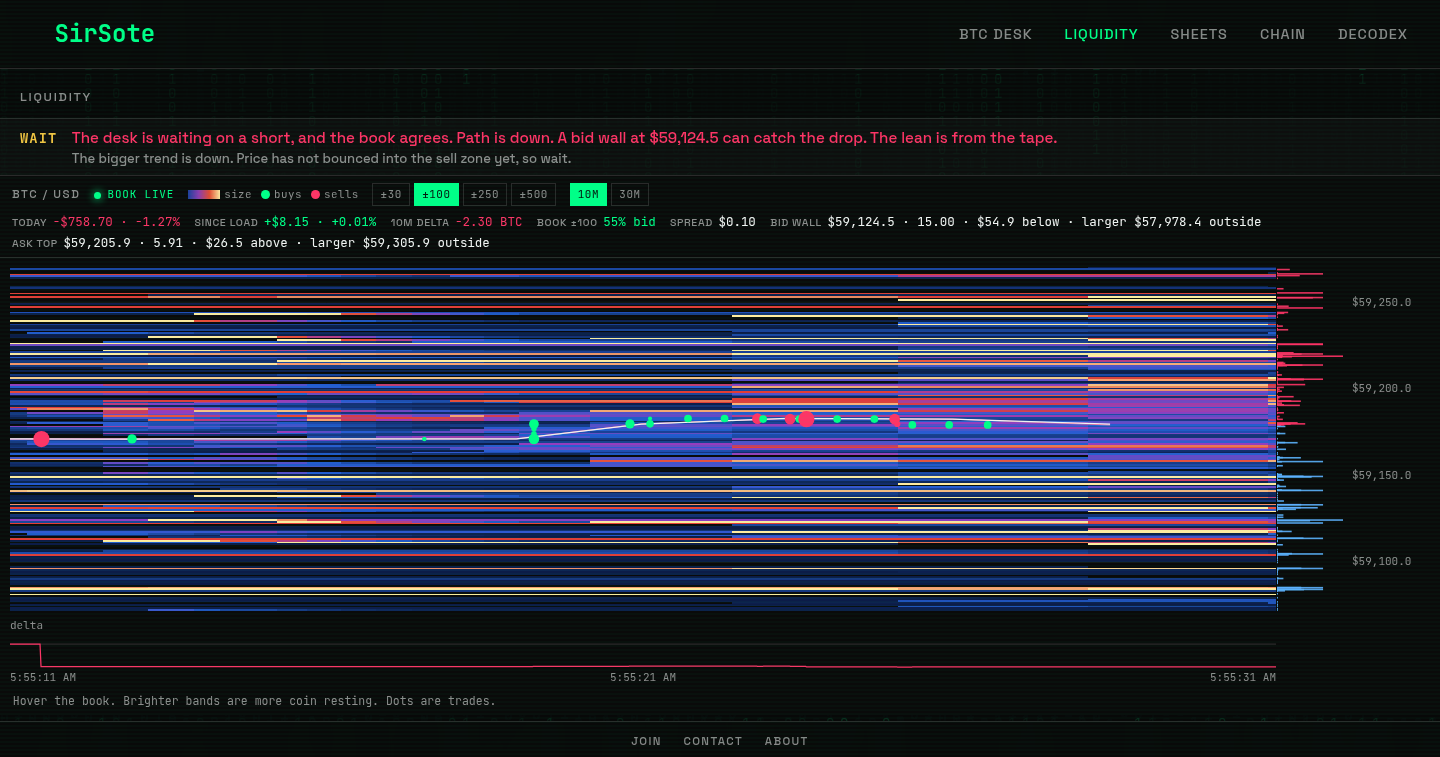 SirSote
BTC DESK LIQUIDITY SHEETS CHAIN DECODEX
LIQUIDITY
WAIT The desk is waiting on a short, and the book agrees. Path is down. A bid wall at $59,124.5 can catch the drop. The lean is from the tape.
The bigger trend is down. Price has not bounced into the sell zone yet, so wait.
BTC / USD BOOK LIVE size buys sells ±30 ±100 ±250 ±500 10M 30M
TODAY -$758.70 · -1.27% SINCE LOAD +$8.15 · +0.01% 10M DELTA -2.30 BTC BOOK ±100 55% bid SPREAD $0.10 BID WALL $59,124.5 · 15.00 · $54.9 below · larger $57,978.4 outside
ASK TOP $59,205.9 · 5.91 · $26.5 above · larger $59,305.9 outside
$59,250.0
$59,200.0
$59,150.0
$59,100.0
delta
5:55:11 AM 5:55:21 AM 5:55:31 AM
Hover the book. Brighter bands are more coin resting. Dots are trades.
JOIN CONTACT ABOUT